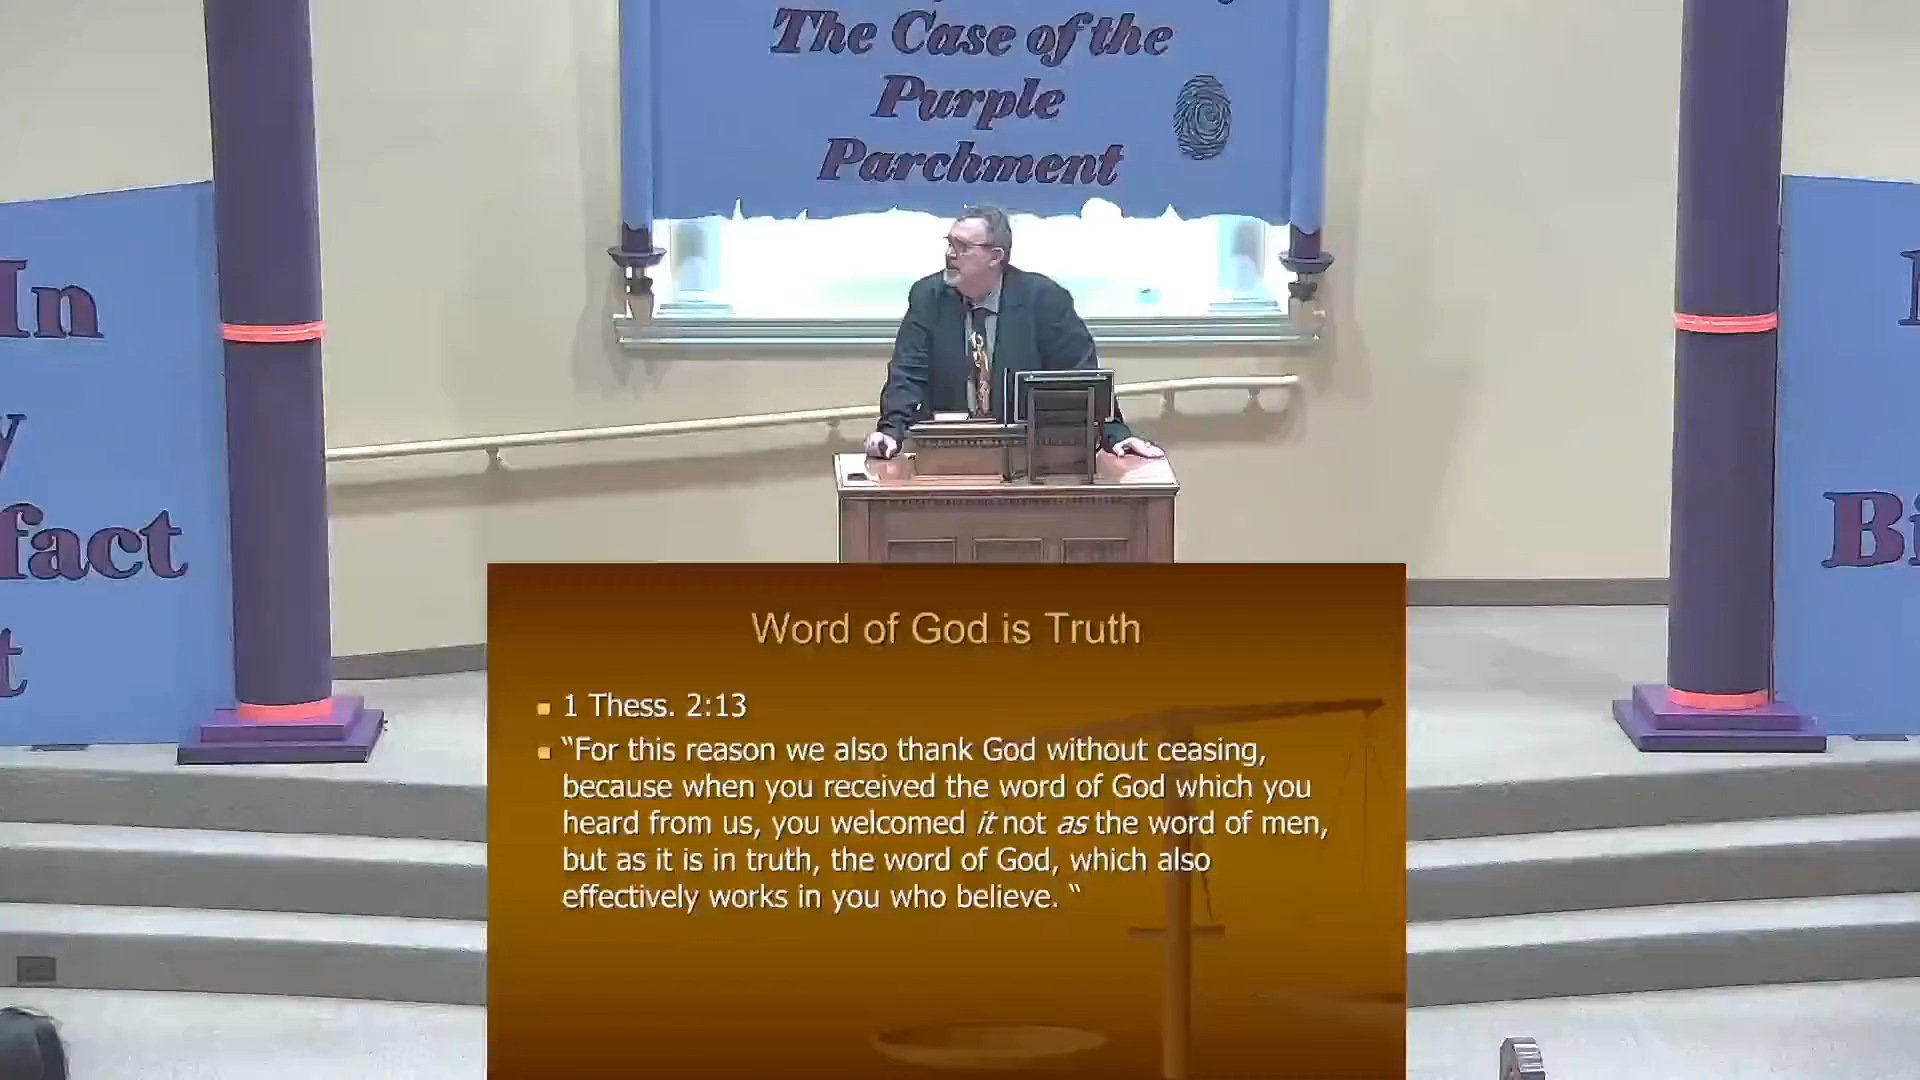 The Case of the
Purple
Parchment
In
y
fact
t
Bi
Word of God is Truth
1 Thess. 2:13
“For this reason we also thank God without ceasing,
because when you received the word of God which you
heard from us, you welcomed it not as the word of men,
but as it is in truth, the word of God, which also
effectively works in you who believe. “